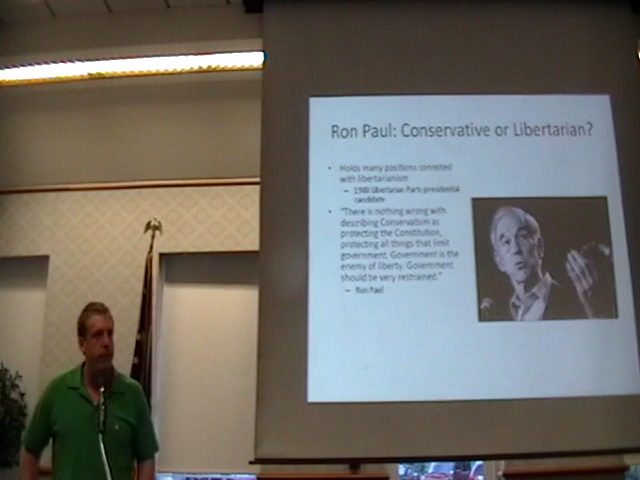 Ron Paul: Conservative or Libertarian?
• Holds many positions connoted
with libertarianism
– 1988 Libertarian Party presidential
candidate
• "There is nothing wrong with
describing Conservatism as
protecting the Constitution,
protecting all things that limit
government. Government is the
enemy of liberty. Government
should be very restrained."
– Ron Paul